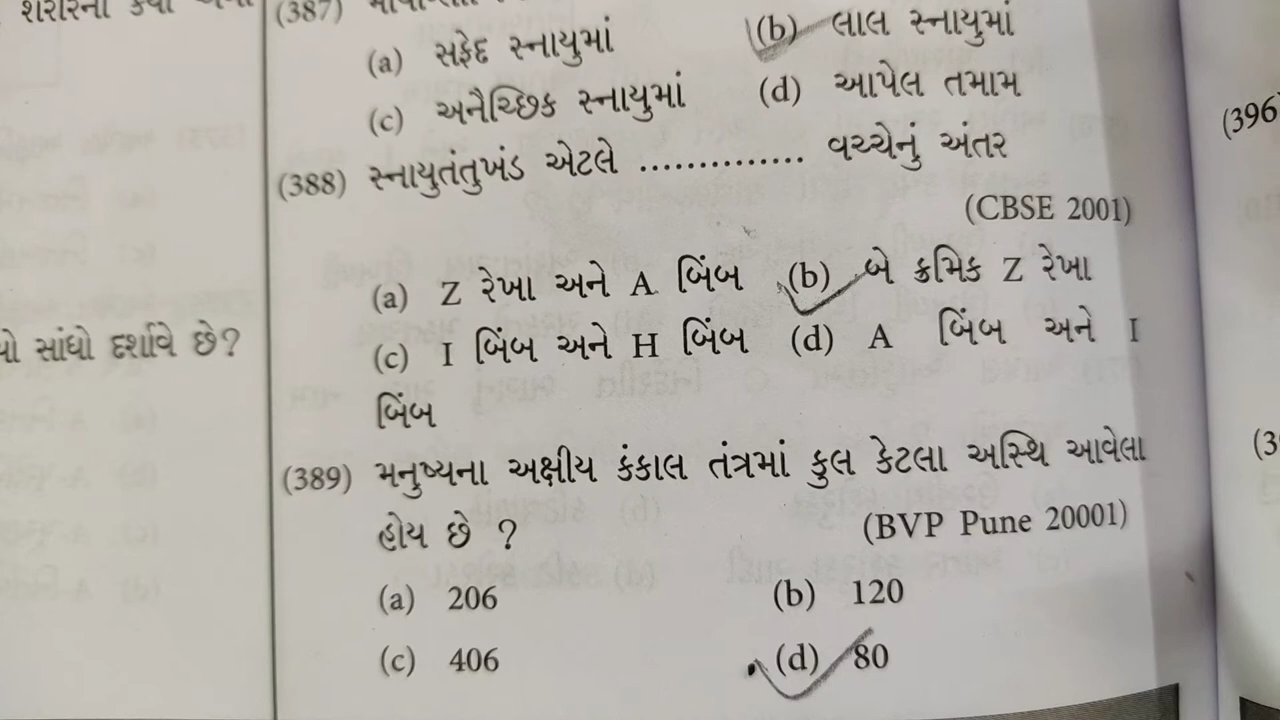 શરીરના કયા
(387)
(a) સફેદ સ્નાયુમાં (b) લાલ સ્નાયુમાં
(c) અનૈચ્છિક સ્નાયુમાં (d) આપેલ તમામ
(388) સ્નાયુતંતુખંડ એટલે .............. વચ્ચેનું અંતર
(CBSE 2001)
(a) Z રેખા અને A બિંબ (b) બે ક્રમિક Z રેખા
(c) I બિંબ અને H બિંબ (d) A બિંબ અને I
બિંબ
(389) મનુષ્યના અક્ષીય કંકાલ તંત્રમાં કુલ કેટલા અસ્થિ આવેલા
હોય છે ? (BVP Pune 20001)
(a) 206 (b) 120
(c) 406 (d) 80
સાંધો દર્શાવે છે?
(396